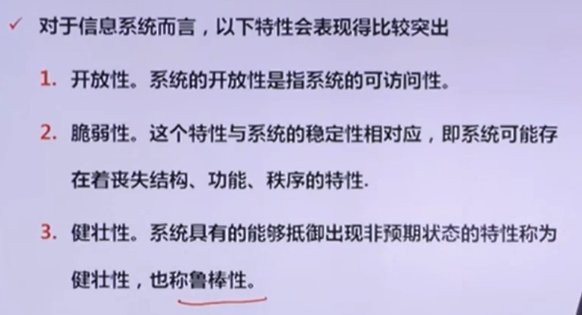 ✓ 对于信息系统而言，以下特性会表现得比较突出
1. 开放性。系统的开放性是指系统的可访问性。
2. 脆弱性。这个特性与系统的稳定性相对应，即系统可能存
在着丧失结构、功能、秩序的特性.
3. 健壮性。系统具有的能够抵御出现非预期状态的特性称为
健壮性，也称鲁棒性。